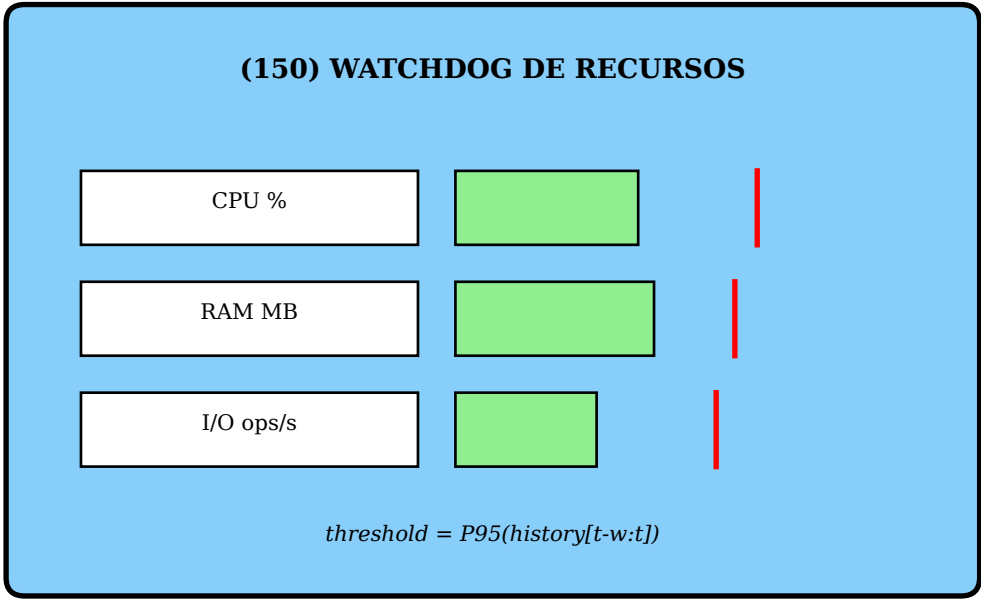 (150) WATCHDOG DE RECURSOS
CPU %
RAM MB
I/O ops/s
threshold = P95(history[t-w:t])